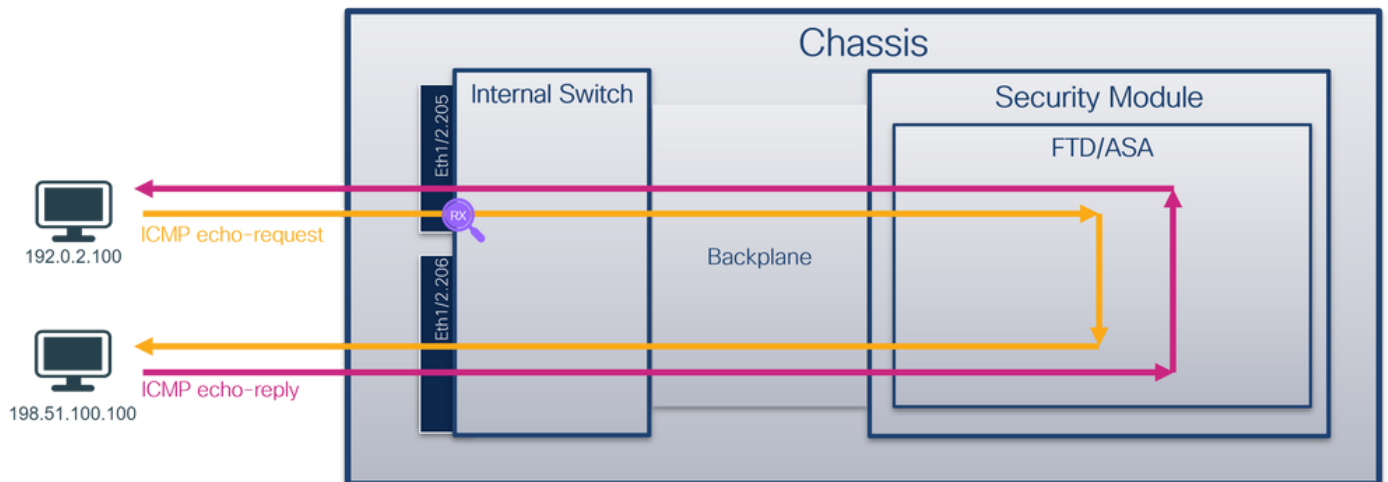 Chassis
Internal Switch
Security Module
FTD/ASA
Eth1/2.205
RX
ICMP echo-request
192.0.2.100
Backplane
Eth1/2.206
ICMP echo-reply
198.51.100.100